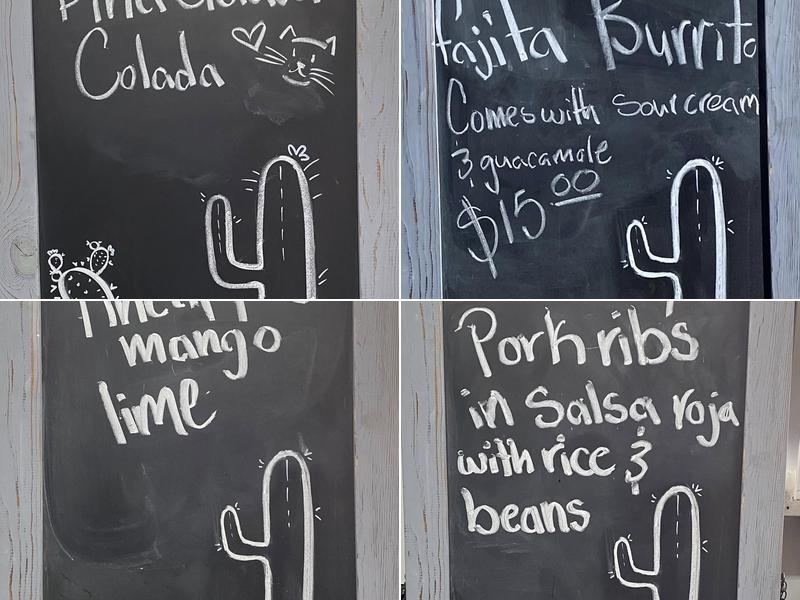 Colada
fajita Burrito
Comes with Sour cream
& guacamole
$15 00
mango
lime
Pork ribs
in Salsa roja
with rice &
beans